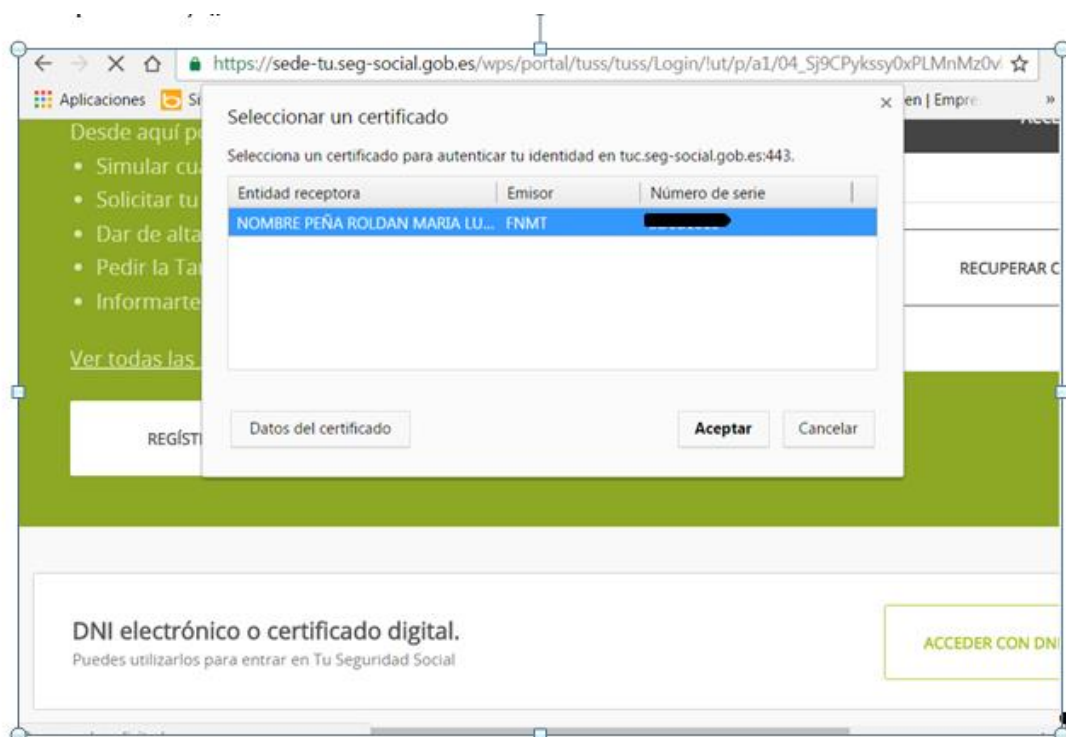 https://sede-tu.seg-social.gob.es/wps/portal/tuss/tuss/Login/!ut/p/a1/04_Sj9CPykssy0xPLMnMz0v
Aplicaciones
en | Empre
»
Seleccionar un certificado
×
Selecciona un certificado para autenticar tu identidad en tuc.seg-social.gob.es:443.
Entidad receptora Emisor Número de serie
NOMBRE PEÑA ROLDAN MARIA LU... FNMT
Datos del certificado Aceptar Cancelar
Desde aquí
• Simular
• Solicitar tu
• Dar de alta
• Pedir la
• Informarte
Ver todas las
RECUPERAR
DNI electrónico o certificado digital.
Puedes utilizarlos para entrar en Tu Seguridad Social
ACCEDER CON